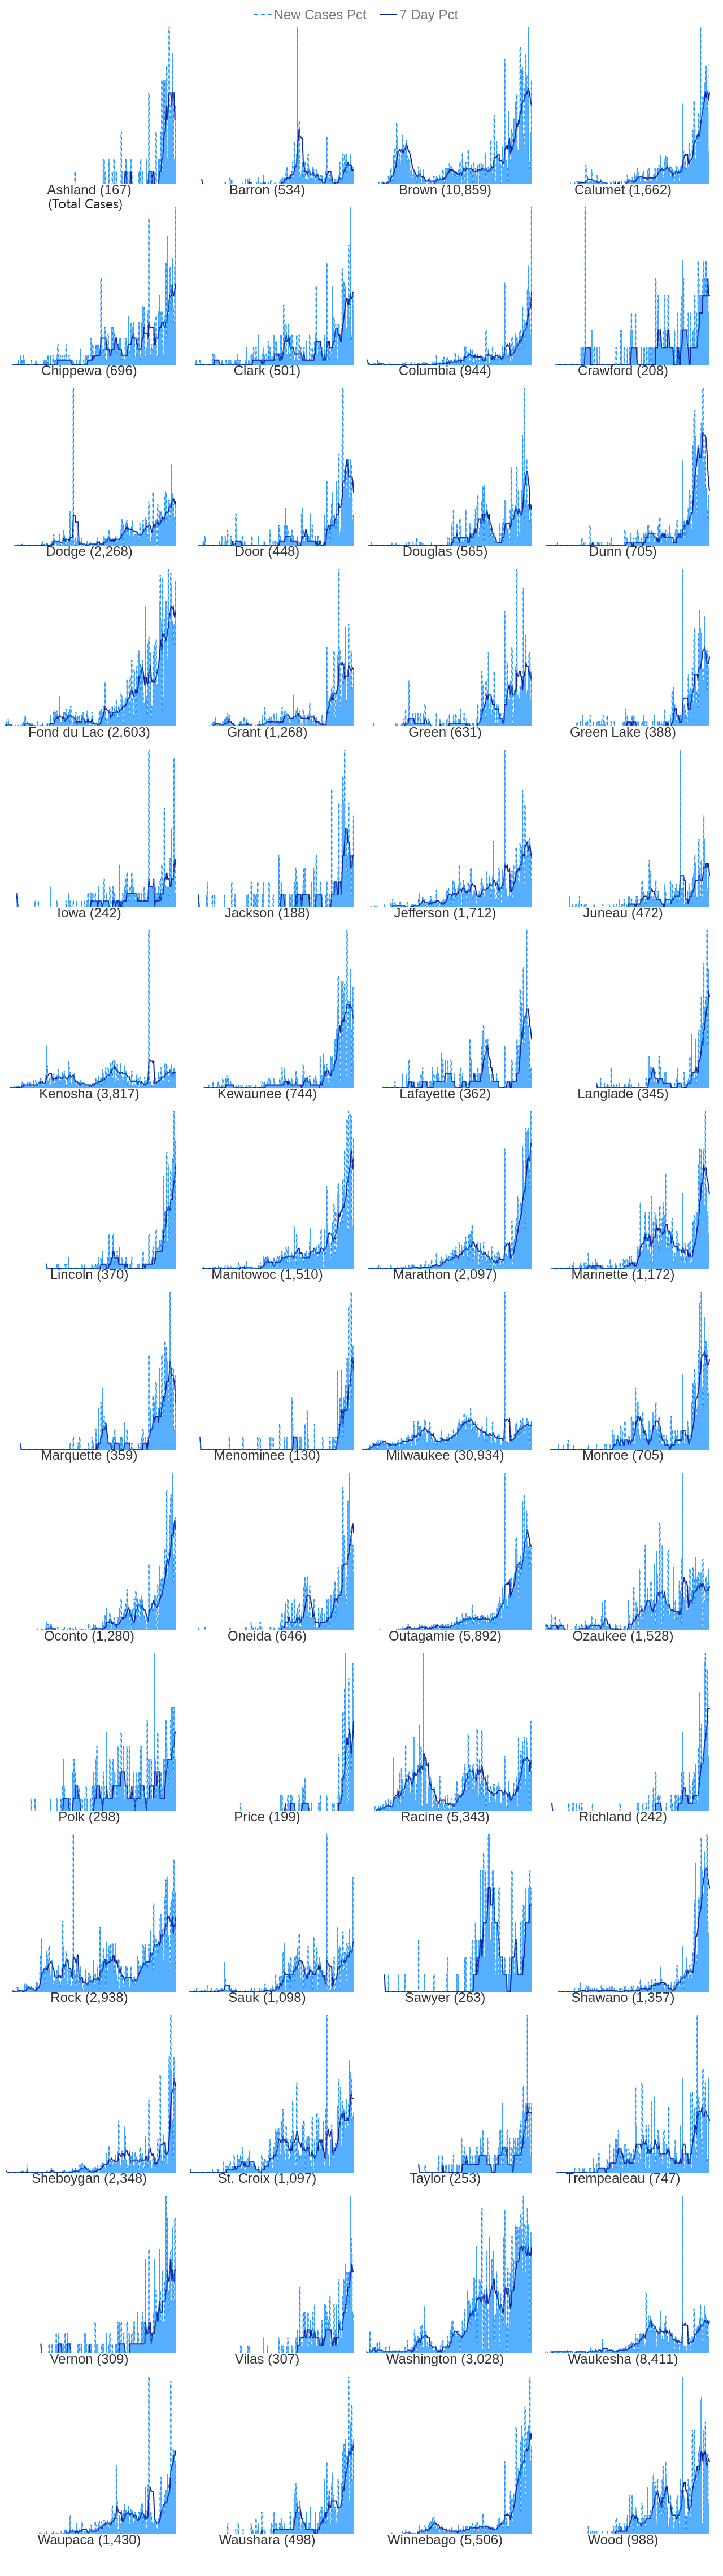 New Cases Pct 7 Day Pct
Ashland (167) Barron (534) Brown (10,859) Calumet (1,662)
(Total Cases)
Chippewa (696) Clark (501) Columbia (944) Crawford (208)
Dodge (2,268) Door (448) Douglas (565) Dunn (705)
Fond du Lac (2,603) Grant (1,268) Green (631) Green Lake (388)
Iowa (242) Jackson (188) Jefferson (1,712) Juneau (472)
Kenosha (3,817) Kewaunee (744) Lafayette (362) Langlade (345)
Lincoln (370) Manitowoc (1,510) Marathon (2,097) Marinette (1,172)
Marquette (359) Menominee (130) Milwaukee (30,934) Monroe (705)
Oconto (1,280) Oneida (646) Outagamie (5,892) Ozaukee (1,528)
Polk (298) Price (199) Racine (5,343) Richland (242)
Rock (2,938) Sauk (1,098) Sawyer (263) Shawano (1,357)
Sheboygan (2,348) St. Croix (1,097) Taylor (253) Trempealeau (747)
Vernon (309) Vilas (307) Washington (3,028) Waukesha (8,411)
Waupaca (1,430) Waushara (498) Winnebago (5,506) Wood (988)